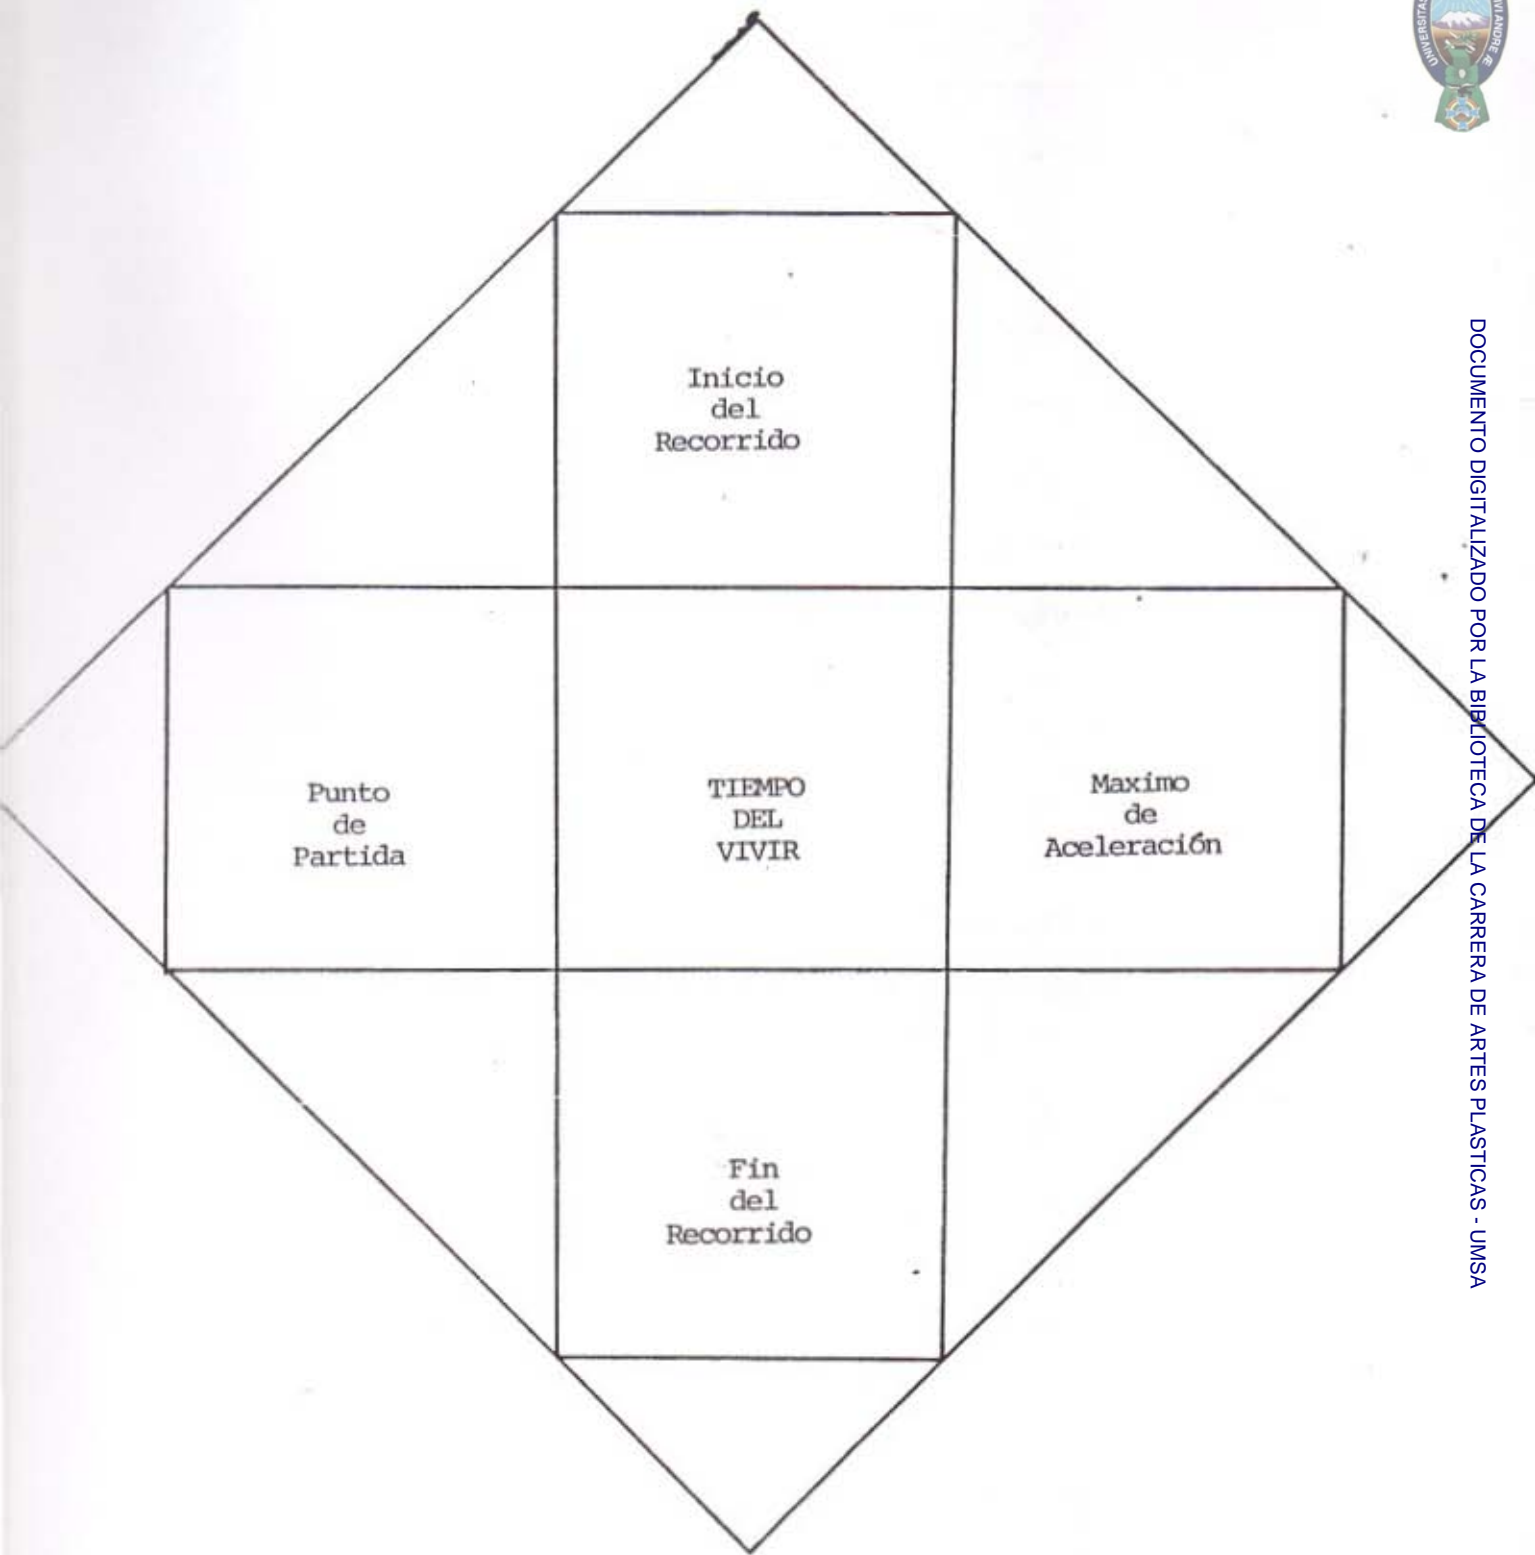 UNIVERSITAS
Inicio
del
Recorrido
Punto
de
Partida
TIEMPO
DEL
VIVIR
Maximo
de
Aceleración
Fin
del
Recorrido
DOCUMENTO DIGITALIZADO POR LA BIBLIOTECA DE LA CARRERA DE ARTES PLASTICAS - UMSA